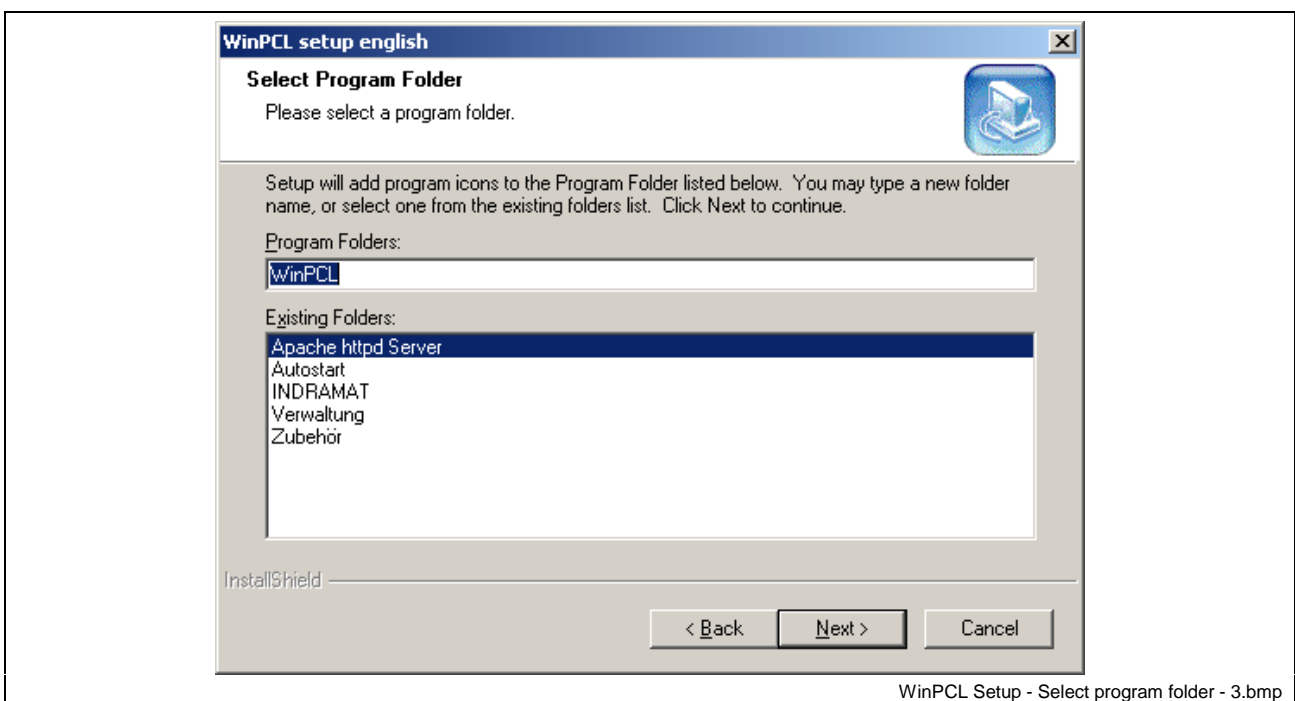 WinPCL setup english
Select Program Folder
Please select a program folder.
Setup will add program icons to the Program Folder listed below. You may type a new folder
name, or select one from the existing folders list. Click Next to continue.
Program Folders:
WinPCL
Existing Folders:
Apache httpd Server
Autostart
INDRAMAT
Verwaltung
Zubehör
InstallShield
< Back
Next >
Cancel
WinPCL Setup - Select program folder - 3.bmp